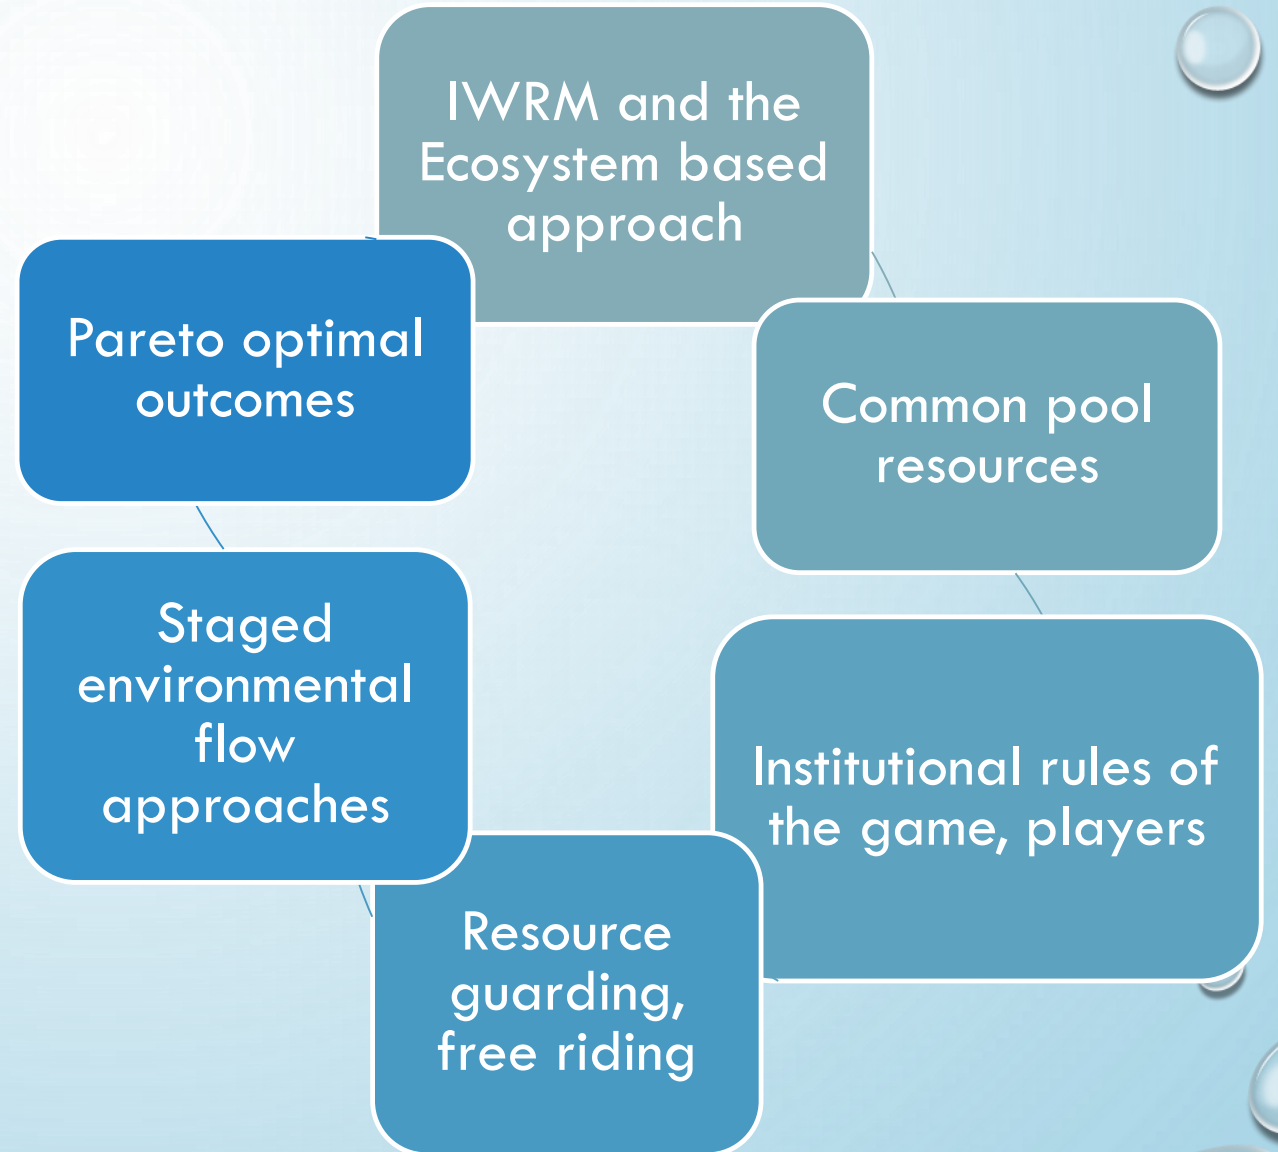 IWRM and the
Ecosystem based
approach
Common pool
resources
Institutional rules of
the game, players
Resource
guarding,
free riding
Staged
environmental
flow
approaches
Pareto optimal
outcomes